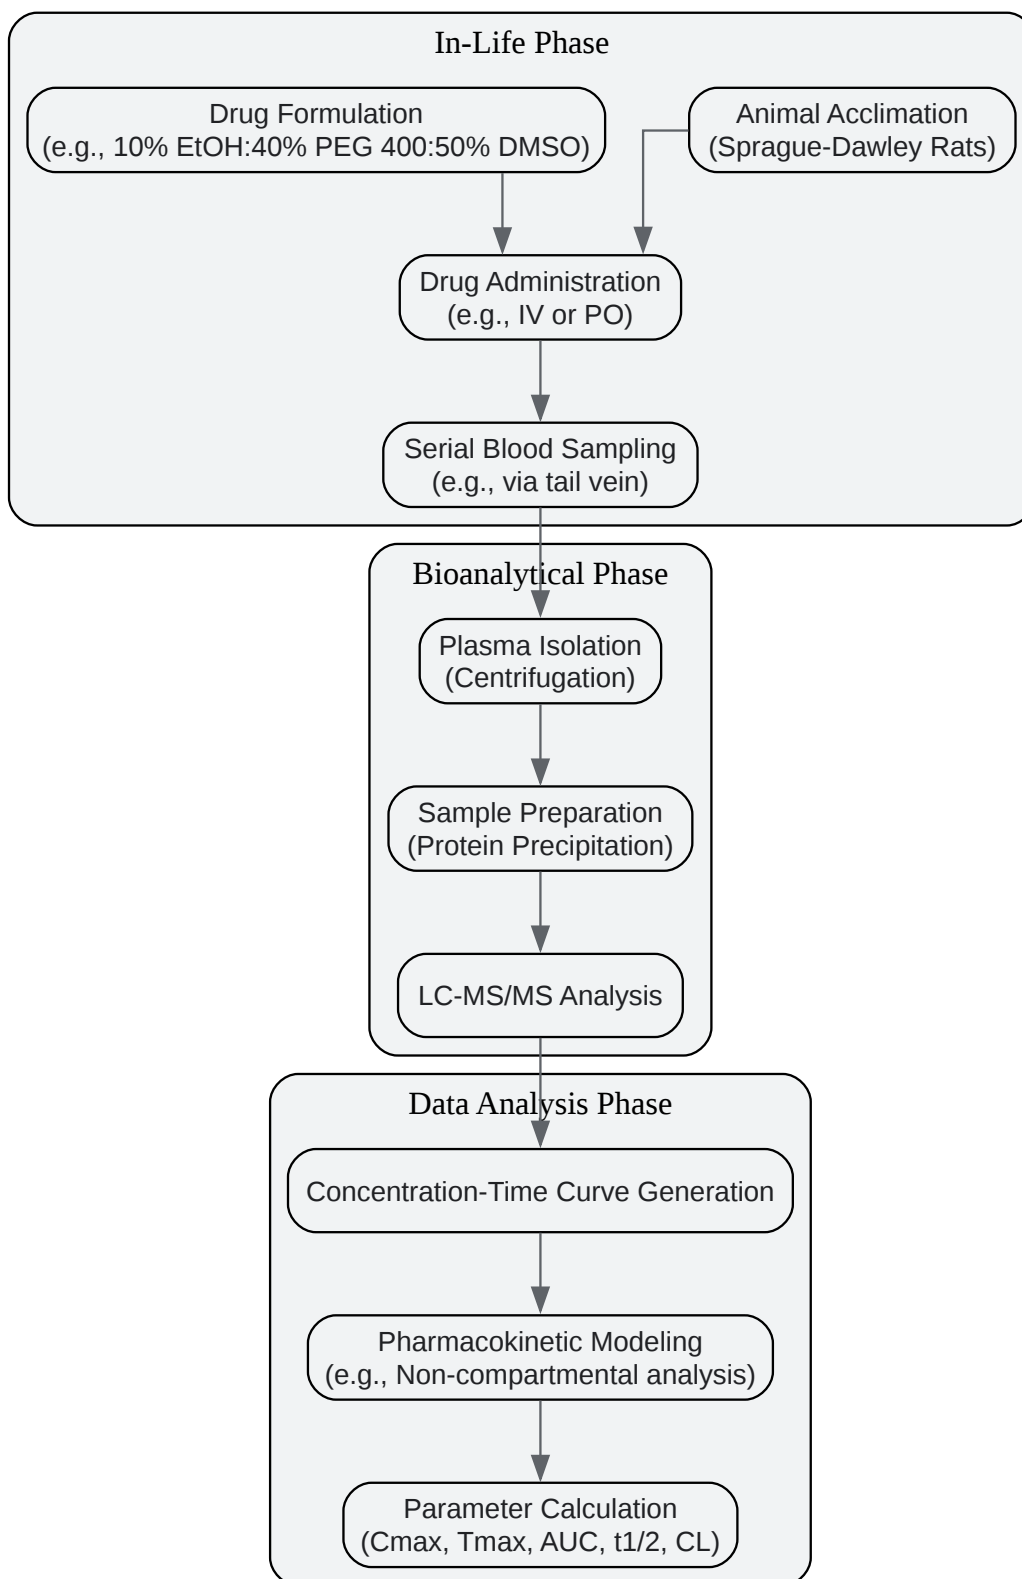 In-Life Phase
Drug Formulation
(e.g., 10% EtOH:40% PEG 400:50% DMSO)
Animal Acclimation
(Sprague-Dawley Rats)
Drug Administration
(e.g., IV or PO)
Serial Blood Sampling
(e.g., via tail vein)
Bioanalytical Phase
Plasma Isolation
(Centrifugation)
Sample Preparation
(Protein Precipitation)
LC-MS/MS Analysis
Data Analysis Phase
Concentration-Time Curve Generation
Pharmacokinetic Modeling
(e.g., Non-compartmental analysis)
Parameter Calculation
(Cmax, Tmax, AUC, t1/2, CL)